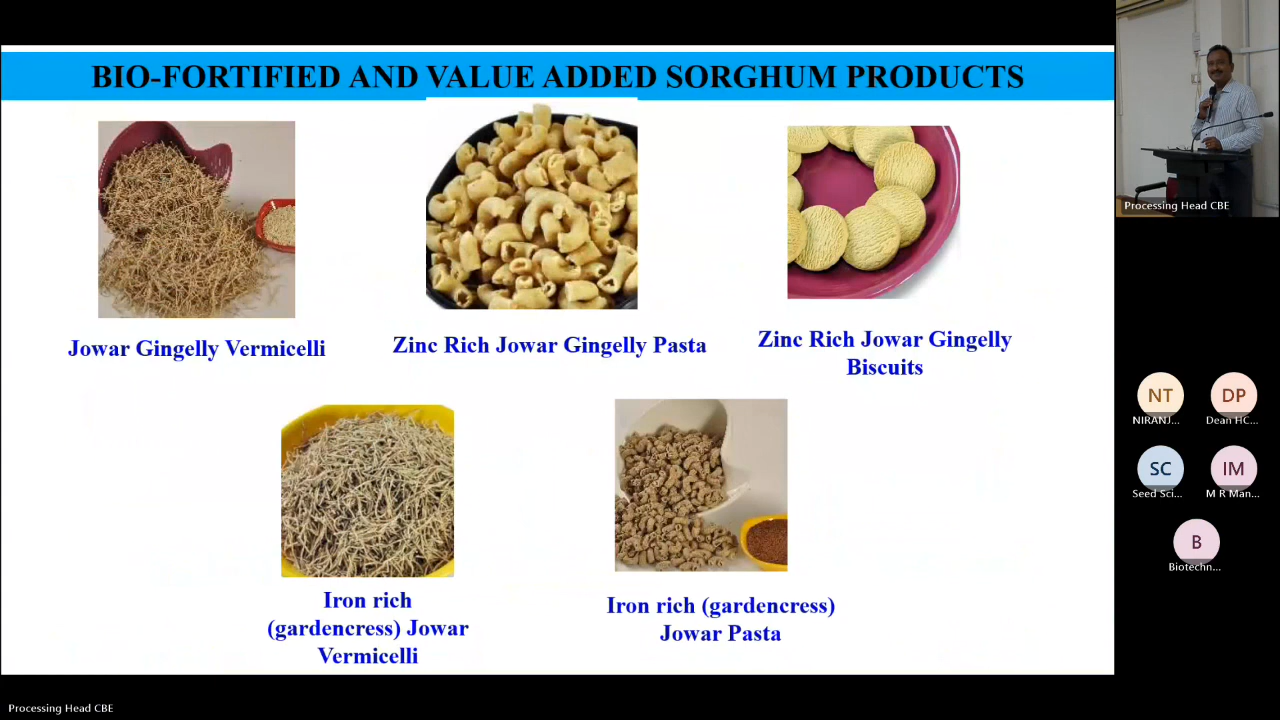 BIO-FORTIFIED AND VALUE ADDED SORGHUM PRODUCTS
Processing Head CBE
Jowar Gingelly Vermicelli
Zinc Rich Jowar Gingelly Pasta
Zinc Rich Jowar Gingelly
Biscuits
Iron rich
(gardencress) Jowar
Vermicelli
Iron rich (gardencress)
Jowar Pasta
NT
NIRANJ...
DP
Dean HC...
SC
Seed Sci...
IM
M R Man...
B
Biotechn...
Processing Head CBE